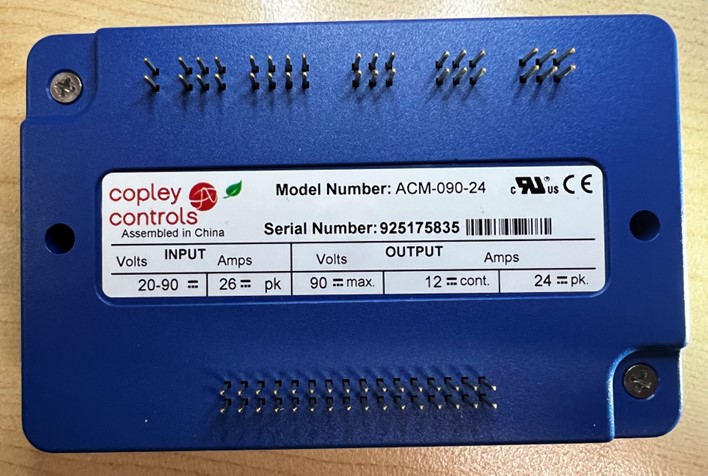 copley
controls
Assembled in China
Model Number: ACM-090-24
c RU® US CE
Serial Number: 925175835
INPUT OUTPUT
Volts Amps Volts Amps
20-90 ⎓ 26 ⎓ pk 90 ⎓ max. 12 ⎓ cont. 24 ⎓ pk.